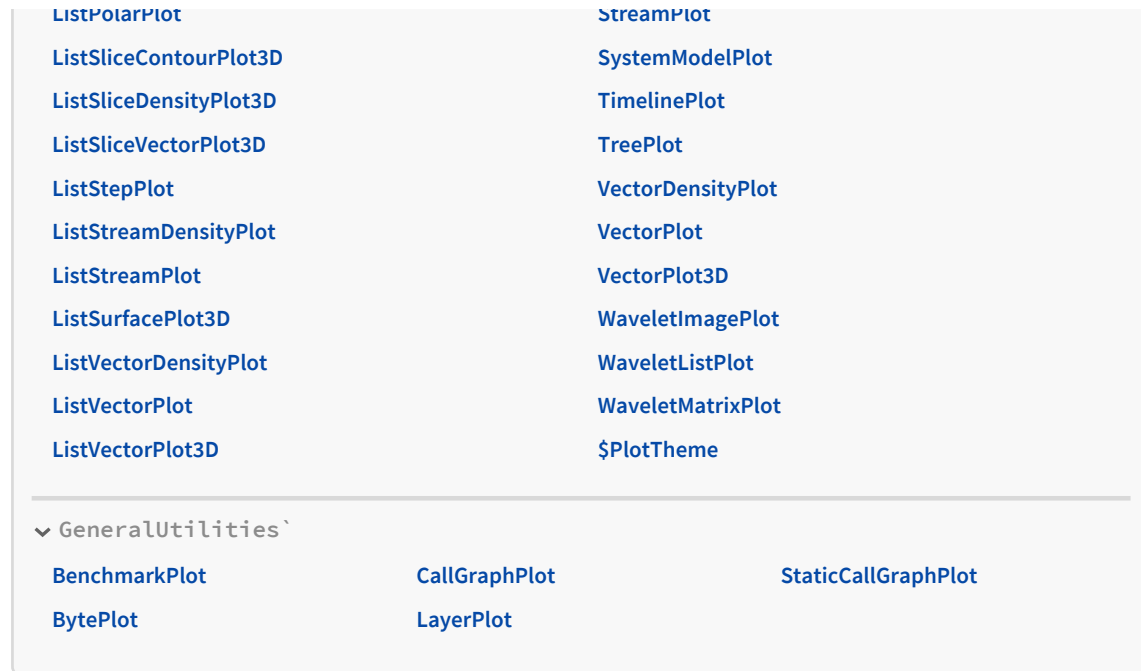 ListPolarPlot StreamPlot
ListSliceContourPlot3D SystemModelPlot
ListSliceDensityPlot3D TimelinePlot
ListSliceVectorPlot3D TreePlot
ListStepPlot VectorDensityPlot
ListStreamDensityPlot VectorPlot
ListStreamPlot VectorPlot3D
ListSurfacePlot3D WaveletImagePlot
ListVectorDensityPlot WaveletListPlot
ListVectorPlot WaveletMatrixPlot
ListVectorPlot3D $PlotTheme
GeneralUtilities`
BenchmarkPlot CallGraphPlot StaticCallGraphPlot
BytePlot LayerPlot